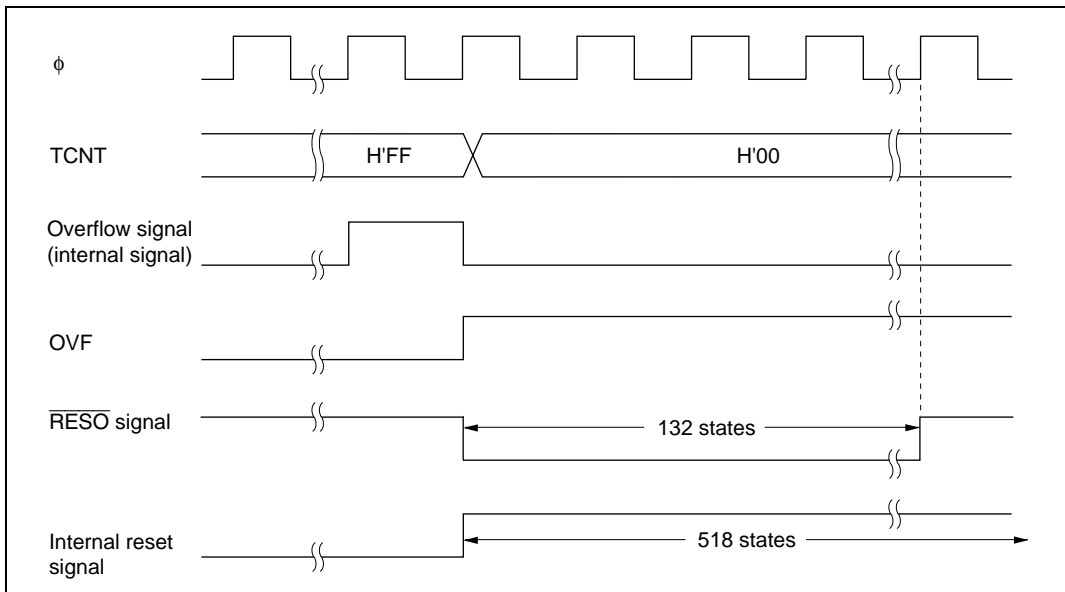 ϕ
TCNT
H'FF
H'00
Overflow signal
(internal signal)
OVF
RESO signal
132 states
Internal reset
signal
518 states